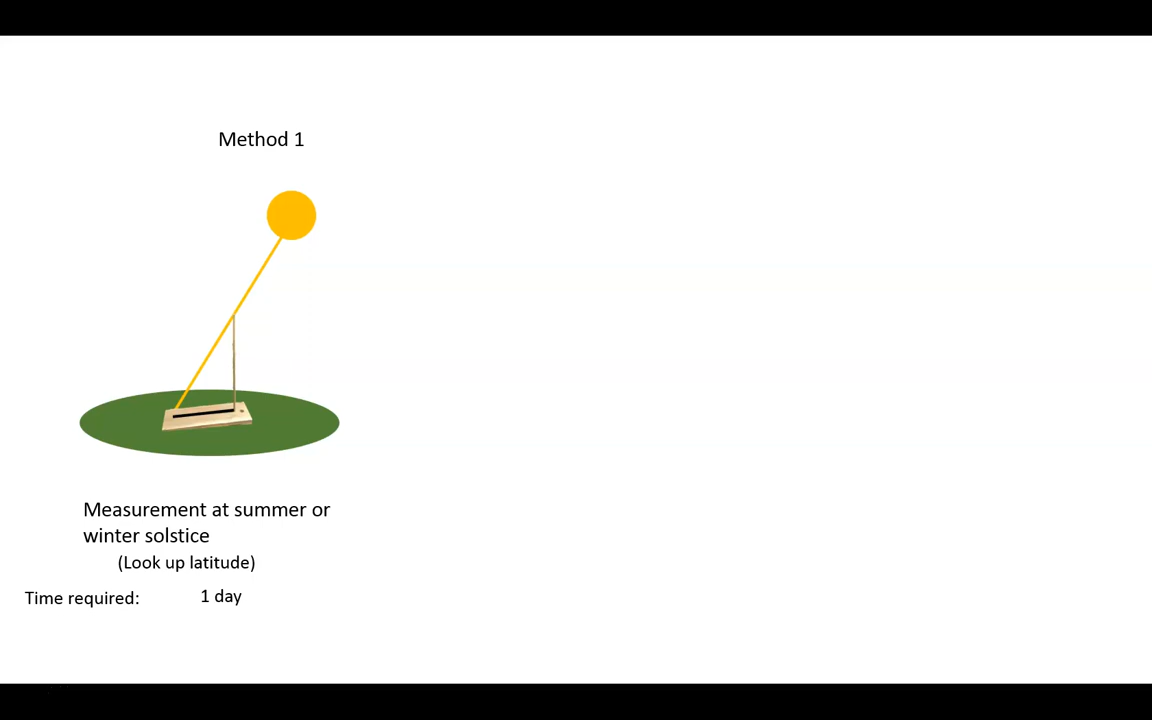 Method 1
Measurement at summer or
winter solstice
(Look up latitude)
Time required: 1 day